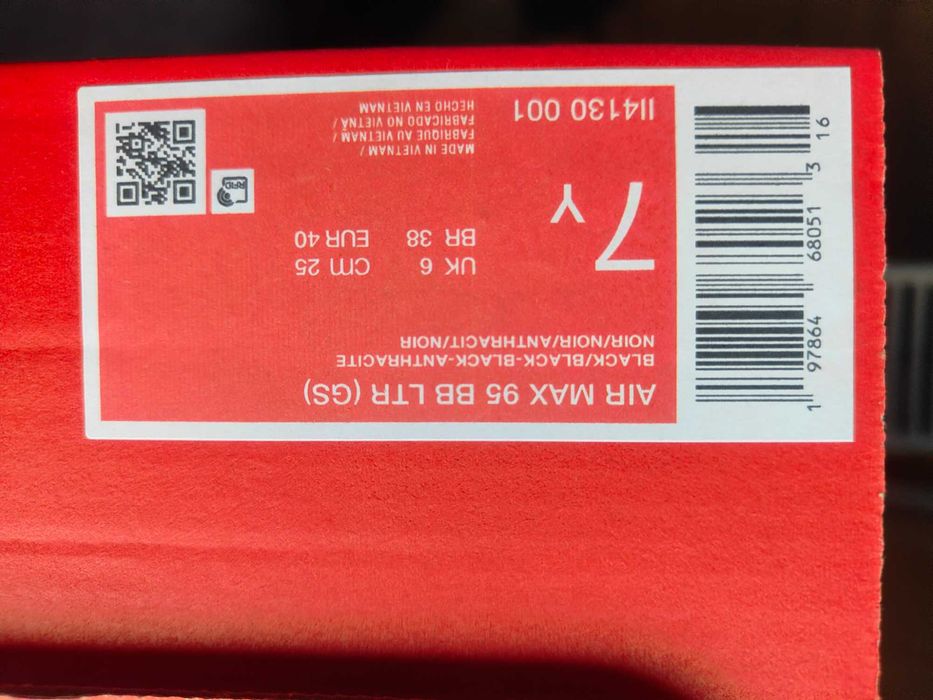 AIR MAX 95 BB LTR (GS)
BLACK/BLACK-BLACK-ANTHRACITE
NOIR/NOIR/ANTHRACIT/NOIR
7Y
UK 6 CM 25
BR 38 EUR 40
II4130 001
MADE IN VIETNAM /
FABRIQUE AU VIETNAM /
FABRICADO NO VIETNÃ /
HECHO EN VIETNAM
RFID
1 97864 68051 3 16